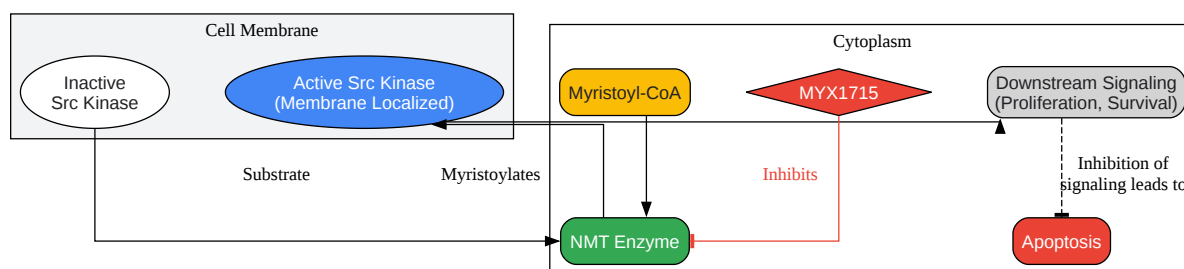 Cell Membrane
Cytoplasm
Inactive
Src Kinase
Active Src Kinase
(Membrane Localized)
Myristoyl-CoA
MYX1715
Downstream Signaling
(Proliferation, Survival)
Substrate
Myristoylates
Inhibits
Inhibition of
signaling leads to
NMT Enzyme
Apoptosis